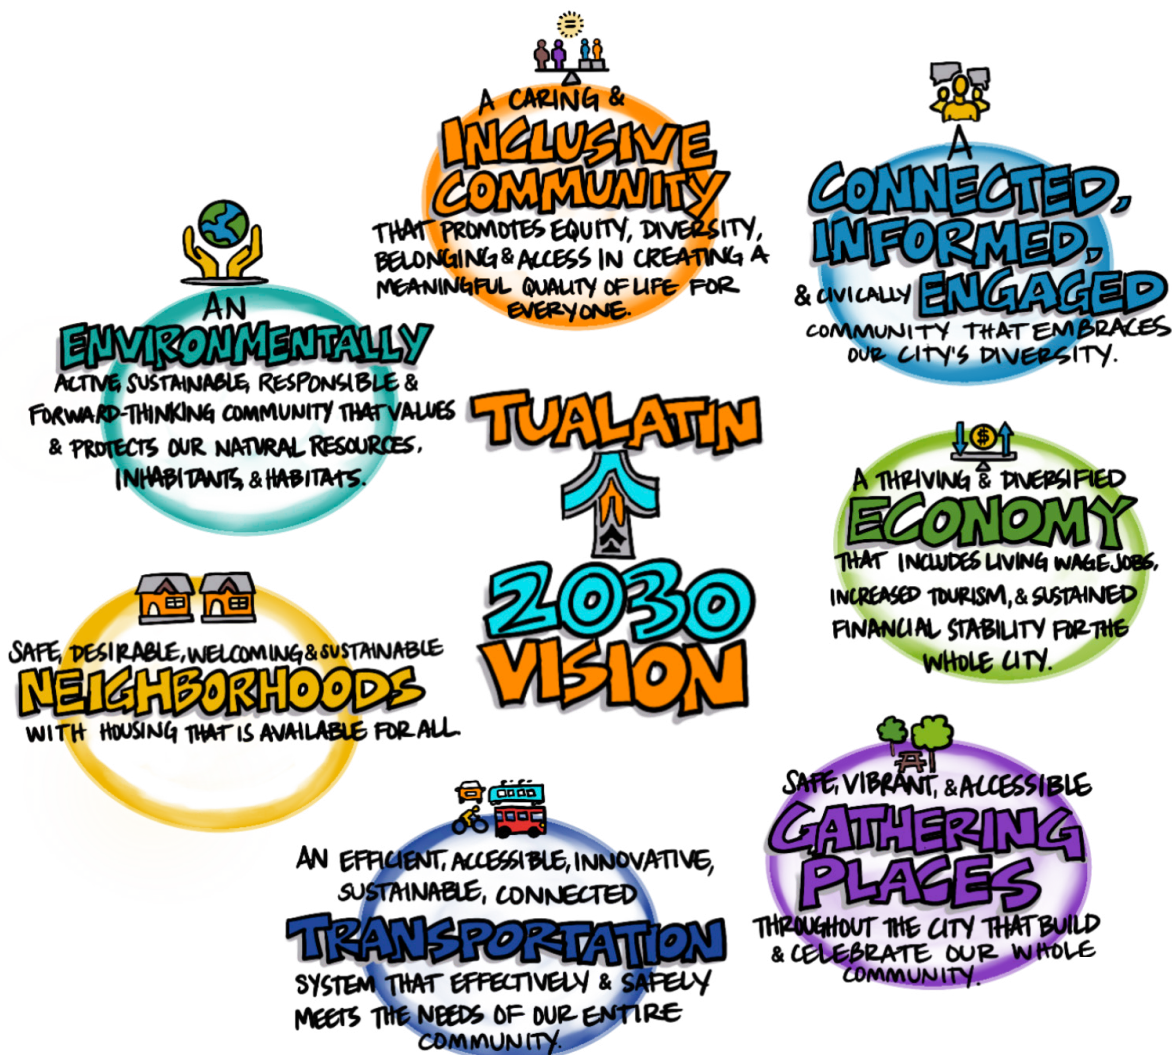 A CARING &
INCLUSIVE
COMMUNITY
THAT PROMOTES EQUITY, DIVERSITY,
BELONGING & ACCESS IN CREATING A
MEANINGFUL QUALITY OF LIFE FOR
EVERYONE.
A
CONNECTED,
INFORMED,
& CIVICALLY ENGAGED
COMMUNITY THAT EMBRACES
OUR CITY'S DIVERSITY.
AN
ENVIRONMENTALLY
ACTIVE, SUSTAINABLE, RESPONSIBLE &
FORWARD-THINKING COMMUNITY THAT VALUES
& PROTECTS OUR NATURAL RESOURCES,
INHABITANTS, & HABITATS.
TUALATIN
2030
VISION
$
A THRIVING & DIVERSIFIED
ECONOMY
THAT INCLUDES LIVING WAGE JOBS,
INCREASED TOURISM, & SUSTAINED
FINANCIAL STABILITY FOR THE
WHOLE CITY.
SAFE, DESIRABLE, WELCOMING & SUSTAINABLE
NEIGHBORHOODS
WITH HOUSING THAT IS AVAILABLE FOR ALL.
SAFE, VIBRANT, & ACCESSIBLE
GATHERING
PLACES
THROUGHOUT THE CITY THAT BUILD
& CELEBRATE OUR WHOLE
COMMUNITY.
AN EFFICIENT, ACCESSIBLE, INNOVATIVE,
SUSTAINABLE, CONNECTED
TRANSPORTATION
SYSTEM THAT EFFECTIVELY & SAFELY
MEETS THE NEEDS OF OUR ENTIRE
COMMUNITY.